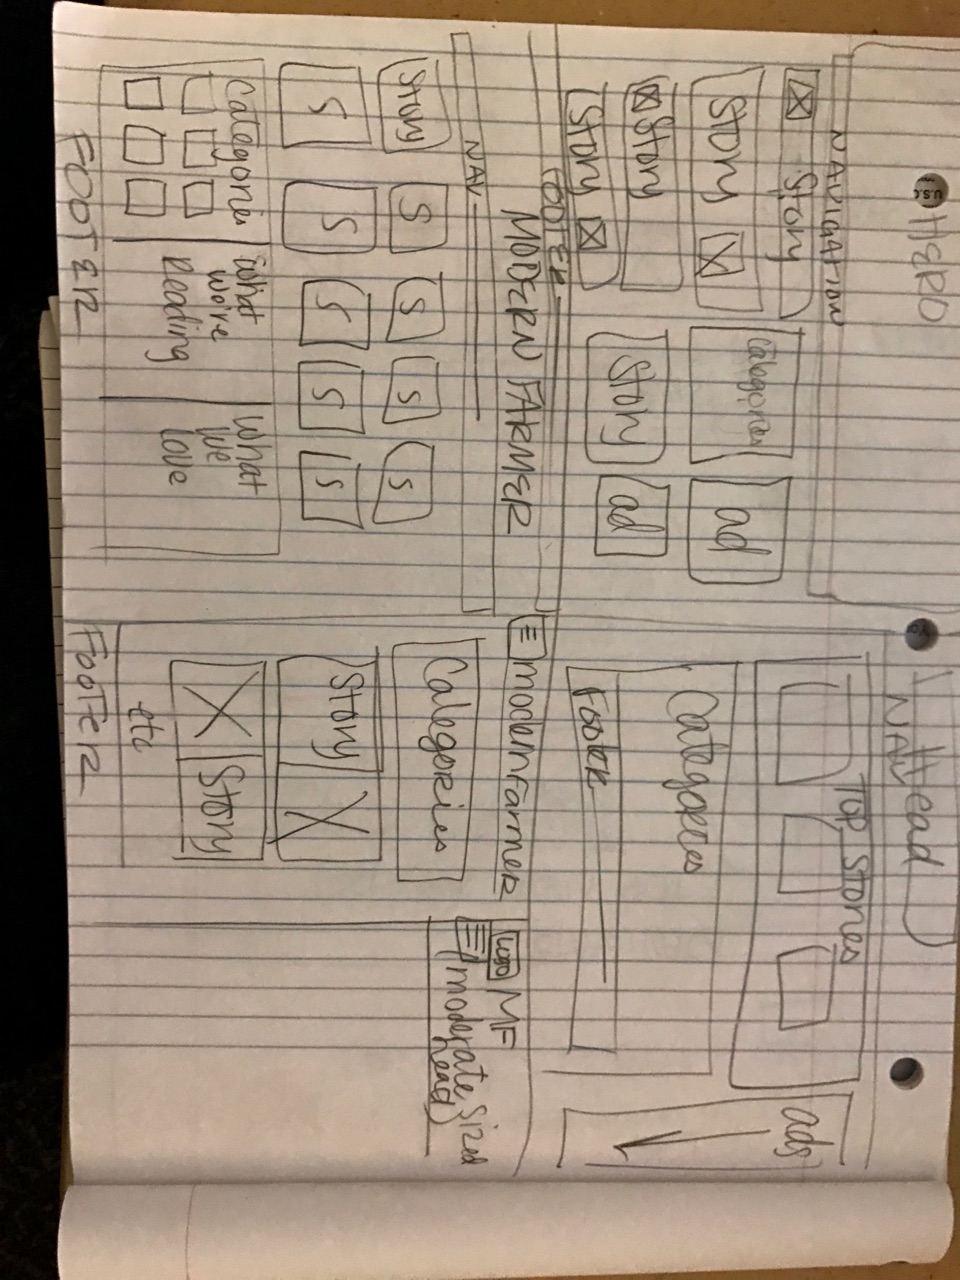 HERO
NAVIGATION
Story
Story
Story
Story
Categories
ad
Story
ad
FOOTER
Head
NAV
TOP Stories
ads
Categories
Footer
MODERN FARMER
NAV
Story
S
S
S
S
S
S
S
S
S
Categories
What
we're
Reading
What
we
love
FOOTER
modern Farmer
Categories
Story
Story
etc
FOOTER
Logo
MF
(moderate sized
head)